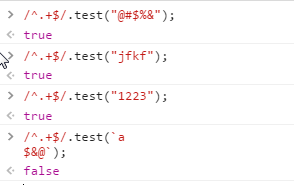 > /^.+$/.test("@#$%&");
< true
> /^.+$/.test("jfkf");
< true
> /^.+$/.test("1223");
< true
> /^.+$/.test(`a
$&@`);
< false